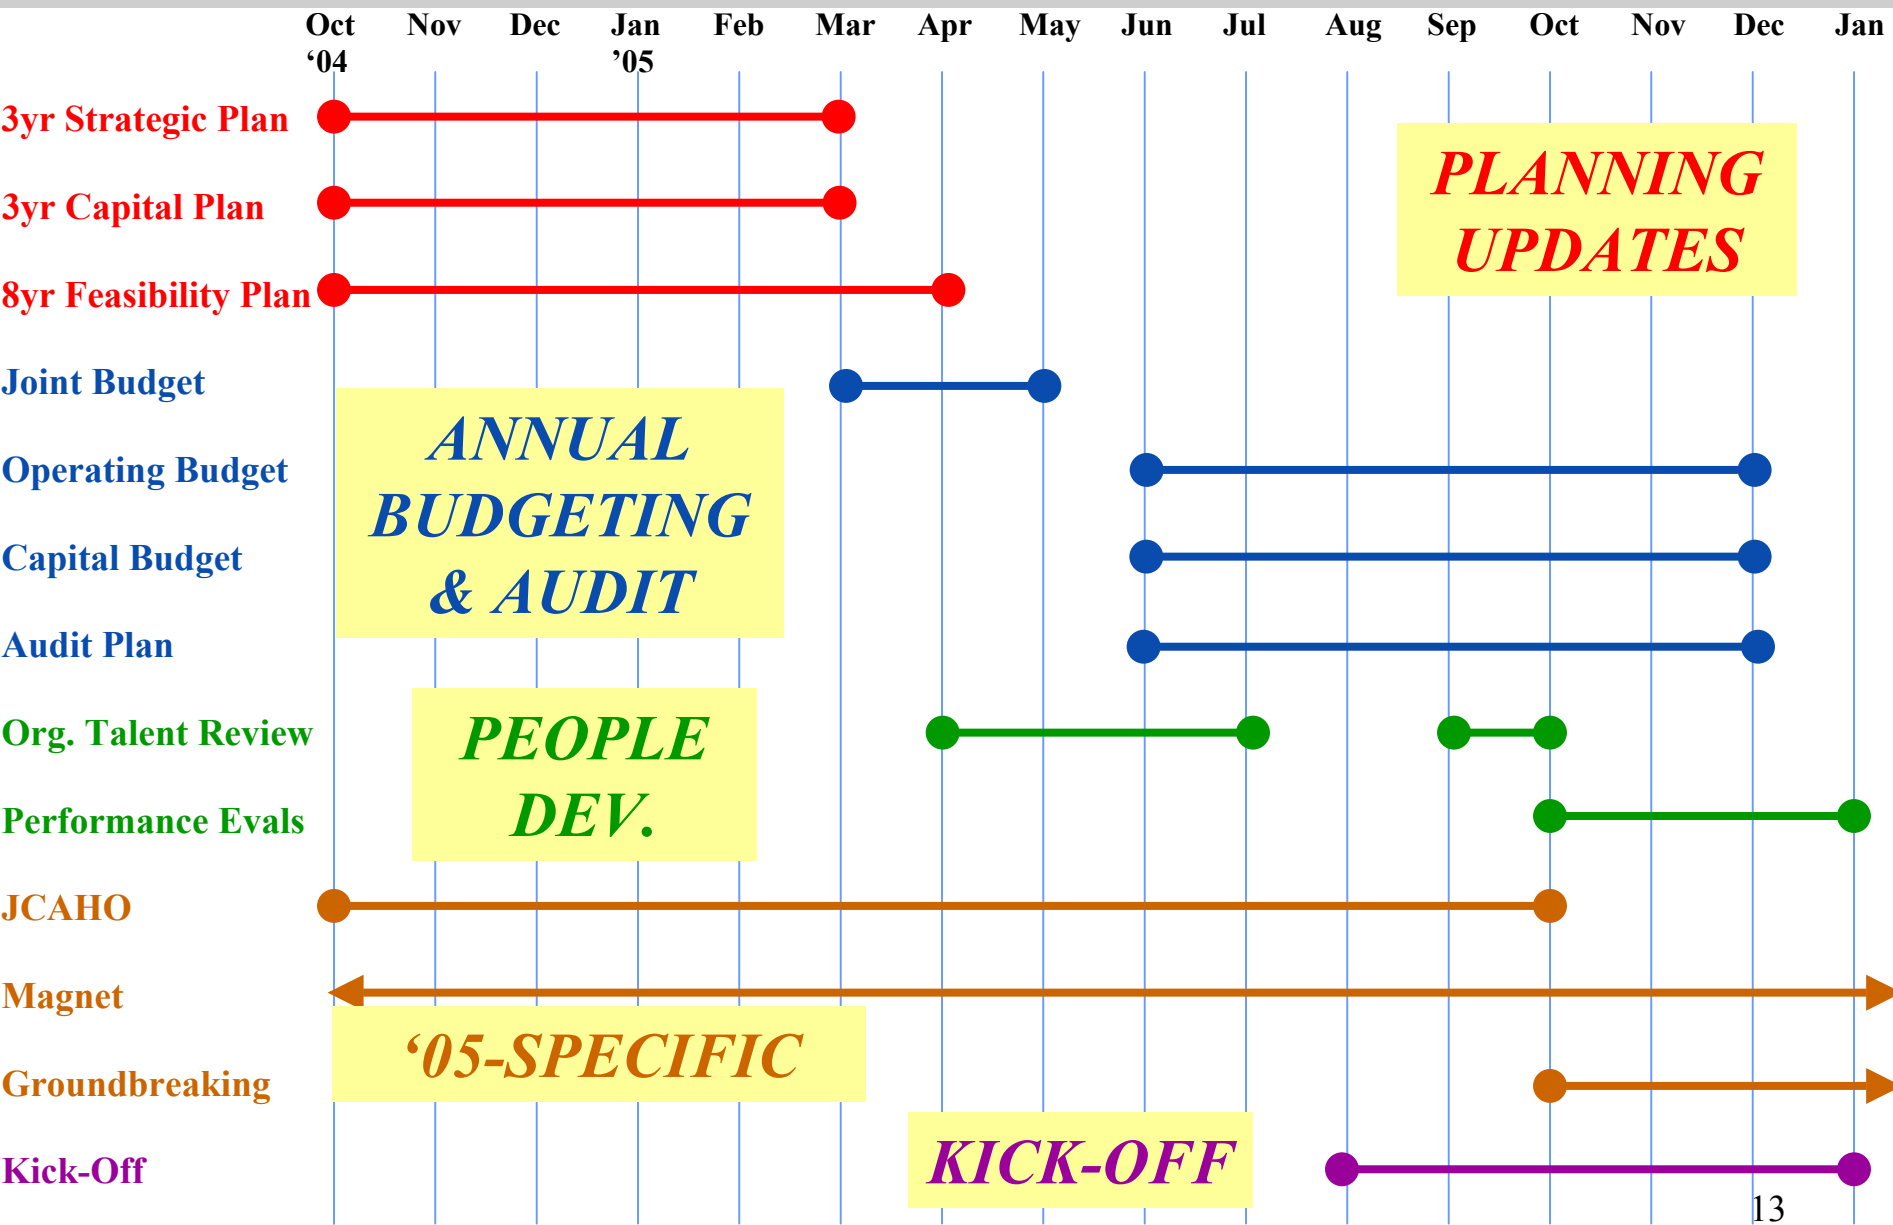 Oct Nov Dec Jan Feb Mar Apr May Jun Jul Aug Sep Oct Nov Dec Jan
‘04 ’05
3yr Strategic Plan
PLANNING
UPDATES
3yr Capital Plan
8yr Feasibility Plan
Joint Budget
ANNUAL
BUDGETING
& AUDIT
Operating Budget
Capital Budget
Audit Plan
Org. Talent Review
PEOPLE
DEV.
Performance Evals
JCAHO
Magnet
‘05-SPECIFIC
Groundbreaking
KICK-OFF
Kick-Off
13